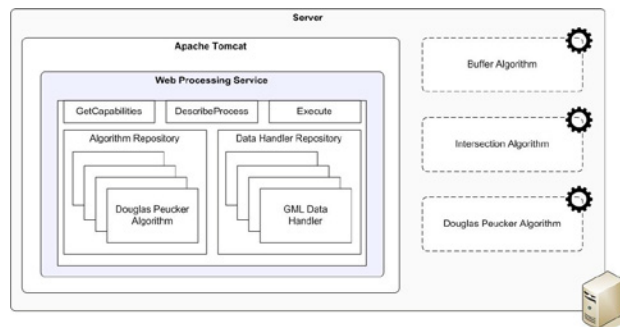 Server
Apache Tomcat
Web Processing Service
GetCapabilities
DescribeProcess
Execute
Algorithm Repository
Data Handler Repository
Douglas Peucker
Algorithm
GML Data
Handler
Buffer Algorithm
Intersection Algorithm
Douglas Peucker Algorithm